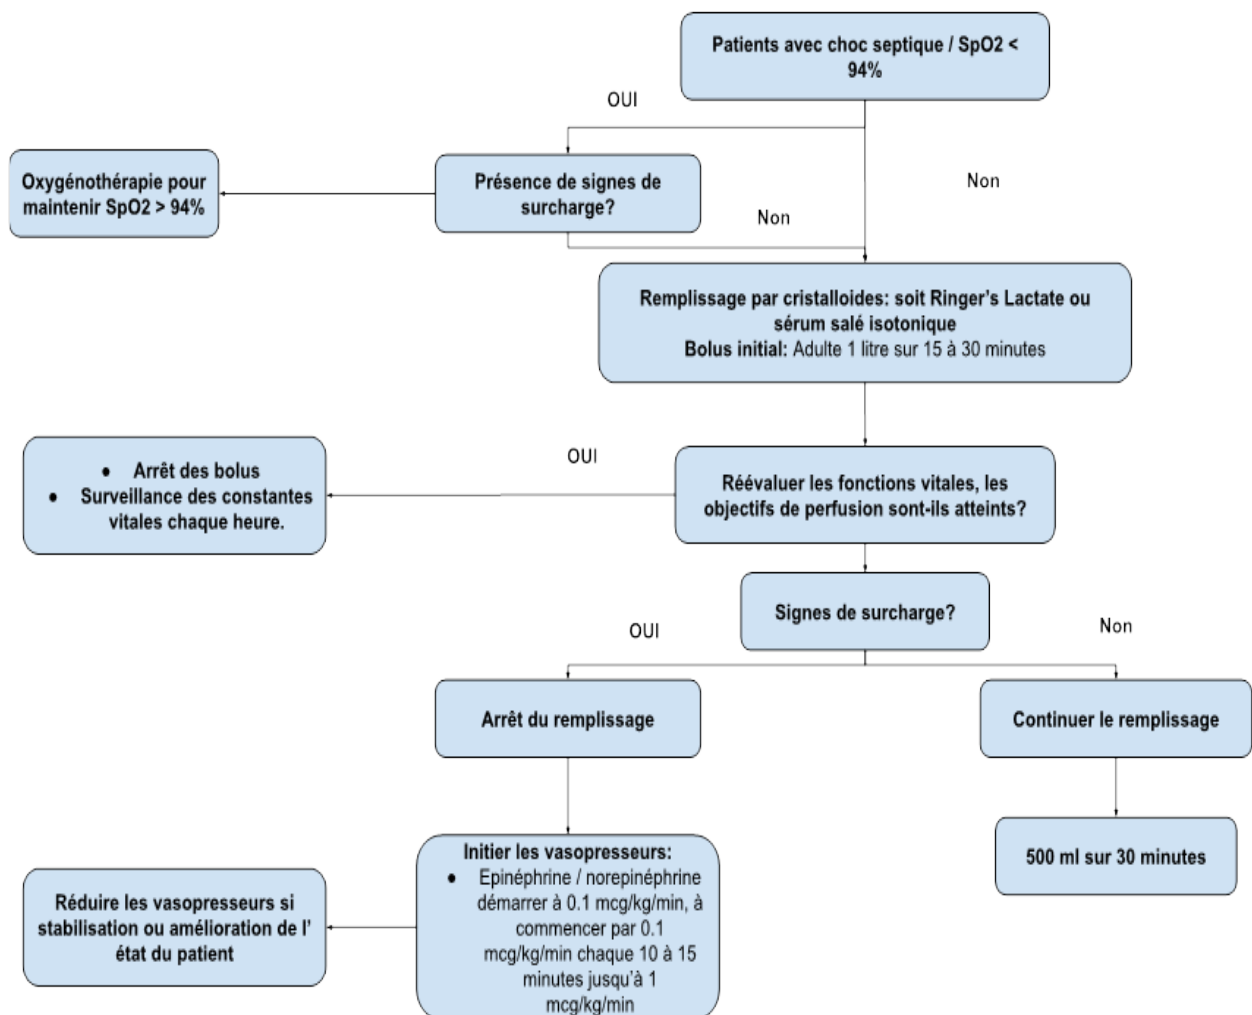 Patients avec choc septique / SpO2 <
94%
OUI
Oxygénothérapie pour
maintenir SpO2 > 94%
Présence de signes de
surcharge?
Non
Non
Remplissage par cristalloides: soit Ringer’s Lactate ou
sérum salé isotonique
Bolus initial: Adulte 1 litre sur 15 à 30 minutes
OUI
● Arrêt des bolus
● Surveillance des constantes
vitales chaque heure.
Réévaluer les fonctions vitales, les
objectifs de perfusion sont-ils atteints?
Signes de surcharge?
OUI
Non
Arrêt du remplissage
Continuer le remplissage
Initier les vasopresseurs:
● Epinéphrine / norepinéphrine
démarrer à 0.1 mcg/kg/min, à
commencer par 0.1
mcg/kg/min chaque 10 à 15
minutes jusqu’à 1
mcg/kg/min
500 ml sur 30 minutes
Réduire les vasopresseurs si
stabilisation ou amélioration de l’
état du patient